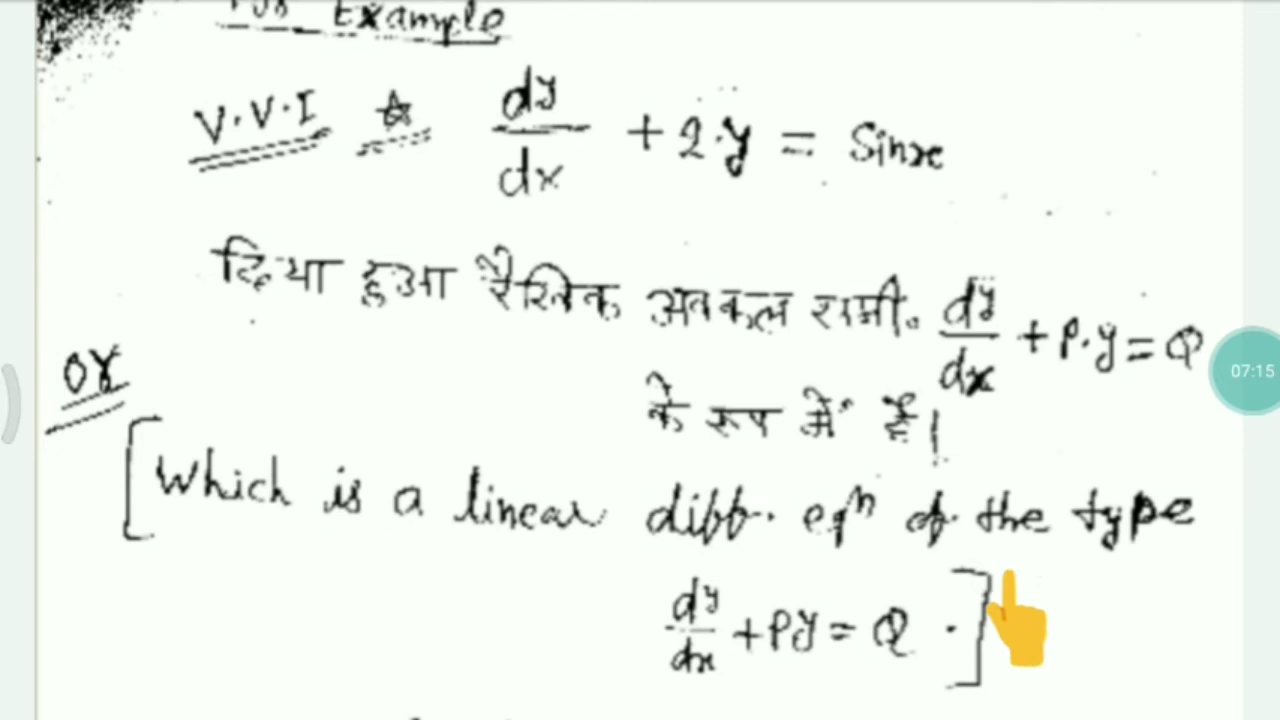 For Example
V.V.I ☆ dy/dx + 2.y = Sinx
दिया हुआ रैखिक अवकल समी० dy/dx + P.y = Q
के रूप में है।
OR
[Which is a linear diff. eqⁿ of the type
dy/dx + Py = Q .]
07:15